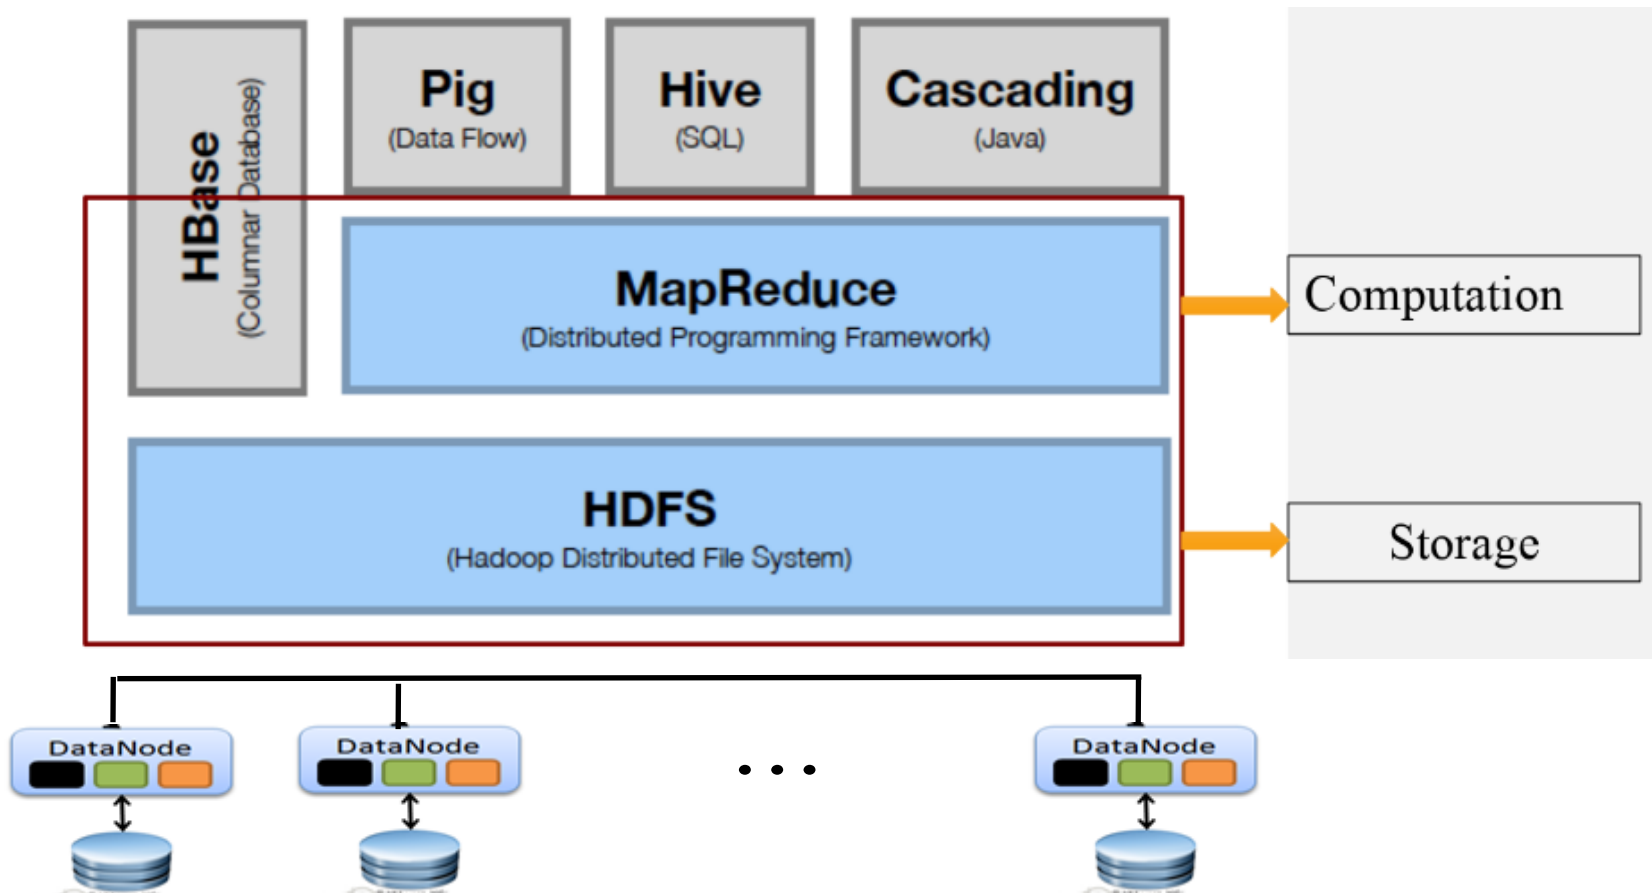 HBase
(Columnar Database)
Pig
(Data Flow)
Hive
(SQL)
Cascading
(Java)
MapReduce
(Distributed Programming Framework)
Computation
HDFS
(Hadoop Distributed File System)
Storage
DataNode
DataNode
...
DataNode